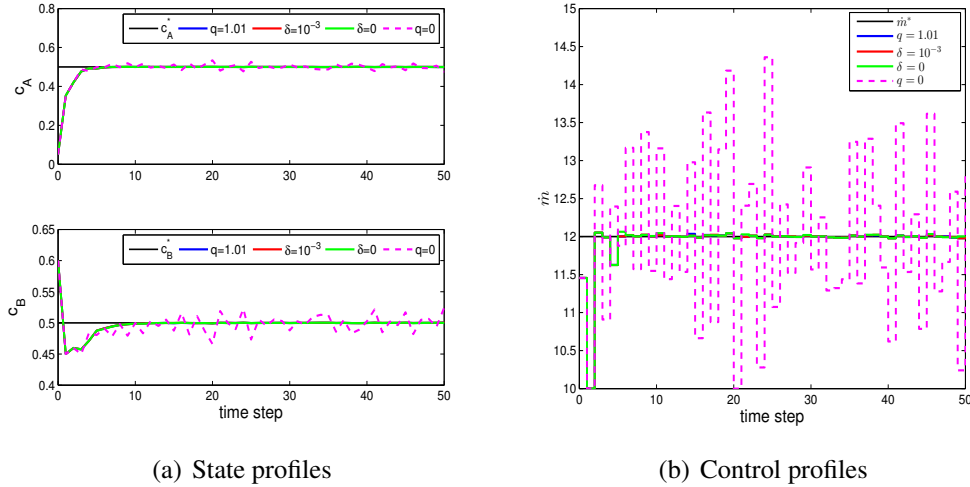 0.8
0.6
0.4
0.2
0
c_A
c_A^* q=1.01 δ=10^{-3} δ=0 q=0
0 10 20 30 40 50
0.65
0.6
0.55
0.5
0.45
0.4
c_B
c_B^* q=1.01 δ=10^{-3} δ=0 q=0
0 10 20 30 40 50
time step
(a) State profiles
15
14.5
14
13.5
13
12.5
12
11.5
11
10.5
10
ṁ
ṁ*
q = 1.01
δ = 10^{-3}
δ = 0
q = 0
0 10 20 30 40 50
time step
(b) Control profiles